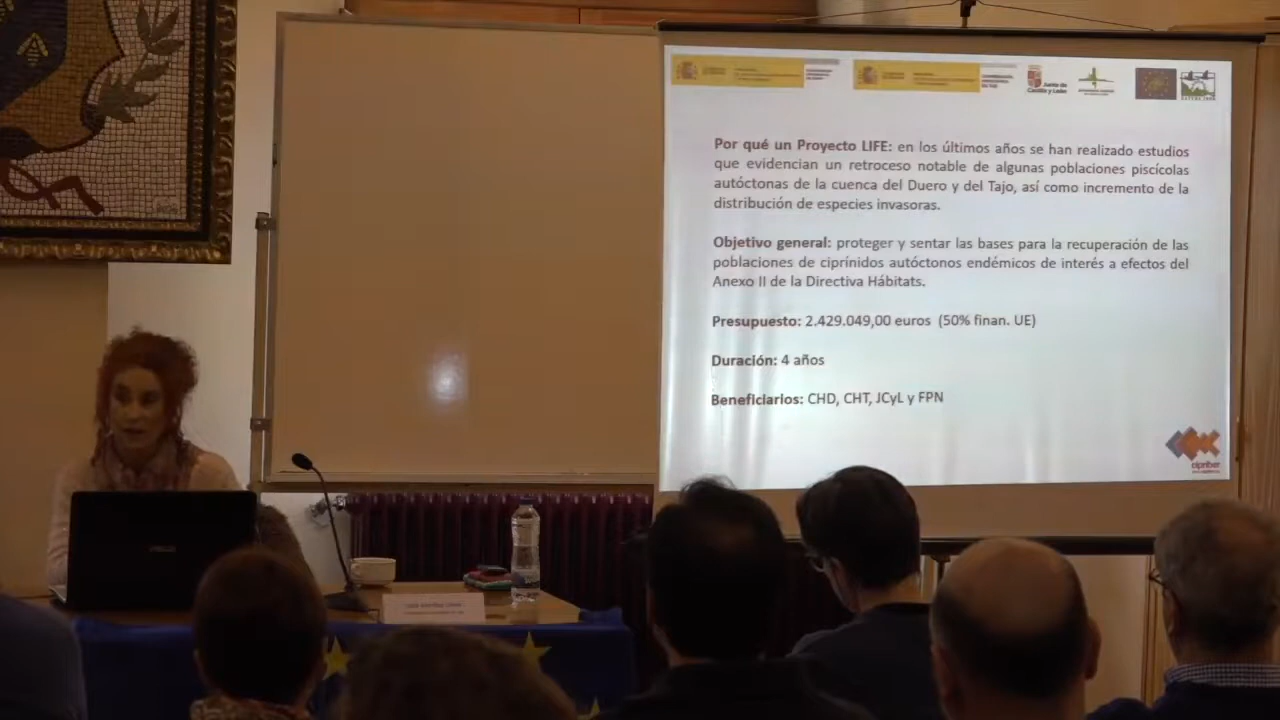 Junta de
Castilla y León
Por qué un Proyecto LIFE: en los últimos años se han realizado estudios
que evidencian un retroceso notable de algunas poblaciones piscícolas
autóctonas de la cuenca del Duero y del Tajo, así como incremento de la
distribución de especies invasoras.
Objetivo general: proteger y sentar las bases para la recuperación de las
poblaciones de ciprínidos autóctonos endémicos de interés a efectos del
Anexo II de la Directiva Hábitats.
Presupuesto: 2.429.049,00 euros (50% finan. UE)
Duración: 4 años
Beneficiarios: CHD, CHT, JCyL y FPN
cipriber